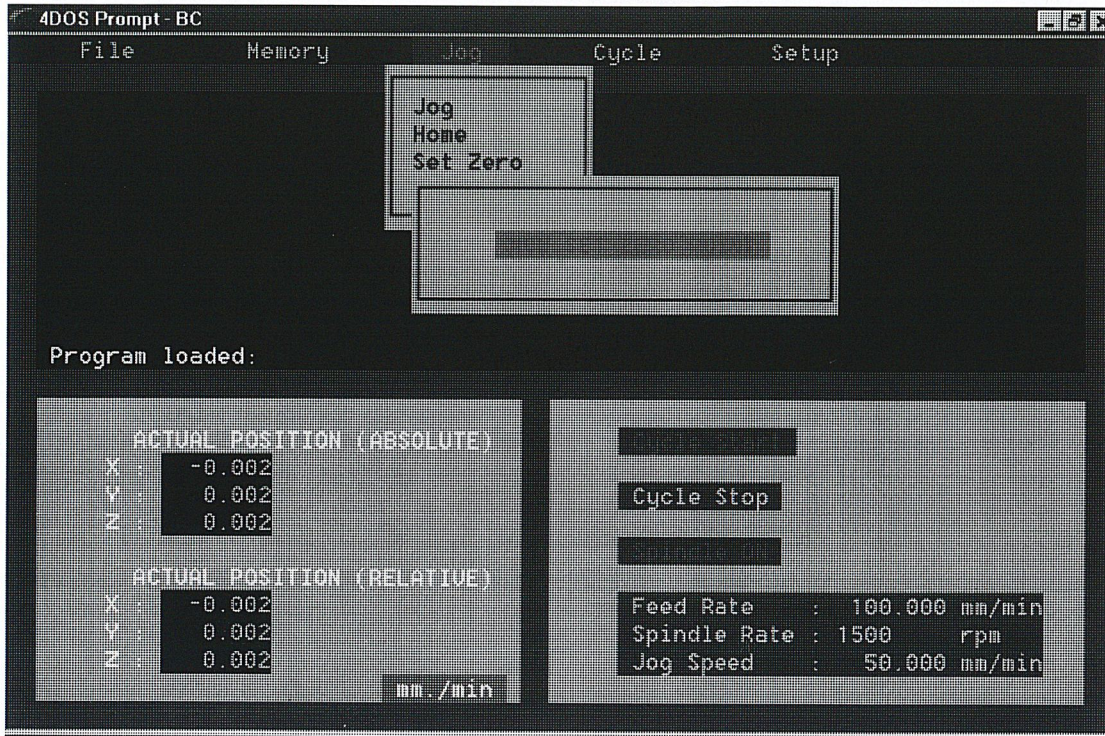 4DOS Prompt - BC
File Memory Jog Cycle Setup
Jog
Home
Set Zero
Program loaded:
ACTUAL POSITION (ABSOLUTE)
X : -0.002
Y : 0.002
Z : 0.002
ACTUAL POSITION (RELATIVE)
X : -0.002
Y : 0.002
Z : 0.002
mm./min
Cycle Start
Cycle Stop
Spindle ON
Feed Rate : 100.000 mm/min
Spindle Rate : 1500 rpm
Jog Speed : 50.000 mm/min